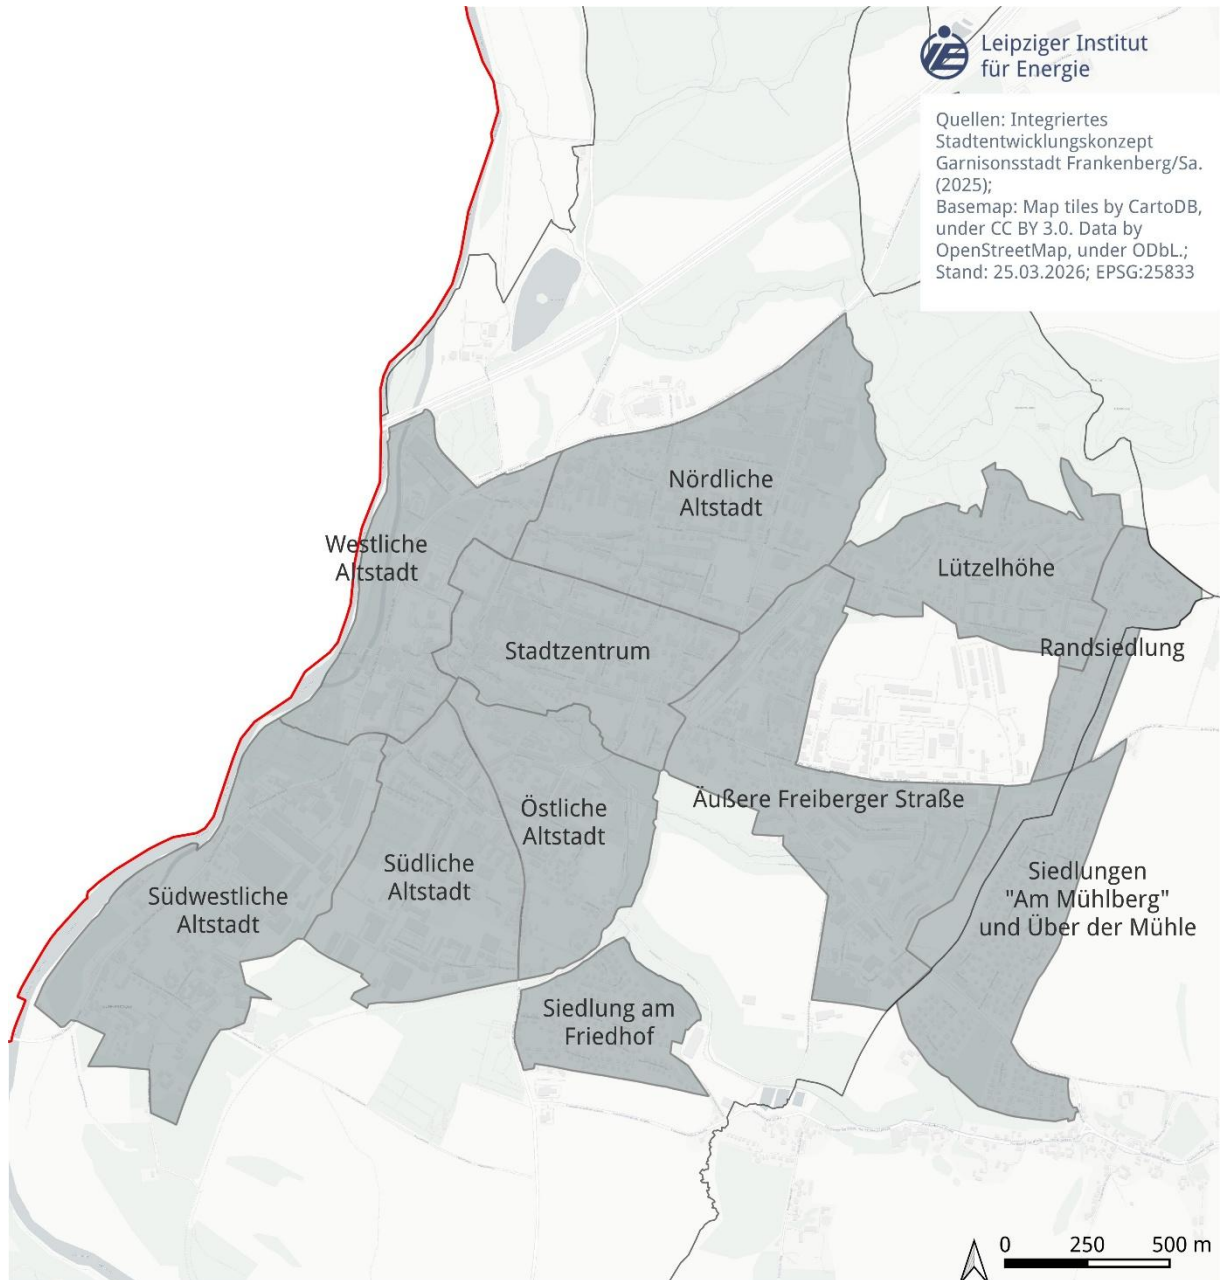 Leipziger Institut
für Energie
Quellen: Integriertes
Stadtentwicklungskonzept
Garnisonsstadt Frankenberg/Sa.
(2025);
Basemap: Map tiles by CartoDB,
under CC BY 3.0. Data by
OpenStreetMap, under ODbL.;
Stand: 25.03.2026; EPSG:25833
Nördliche
Altstadt
Westliche
Altstadt
Lützelhöhe
Stadtzentrum
Randsiedlung
Östliche
Altstadt
Äußere Freiberger Straße
Südliche
Altstadt
Südwestliche
Altstadt
Siedlungen
"Am Mühlberg"
und Über der Mühle
Siedlung am
Friedhof
0 250 500 m